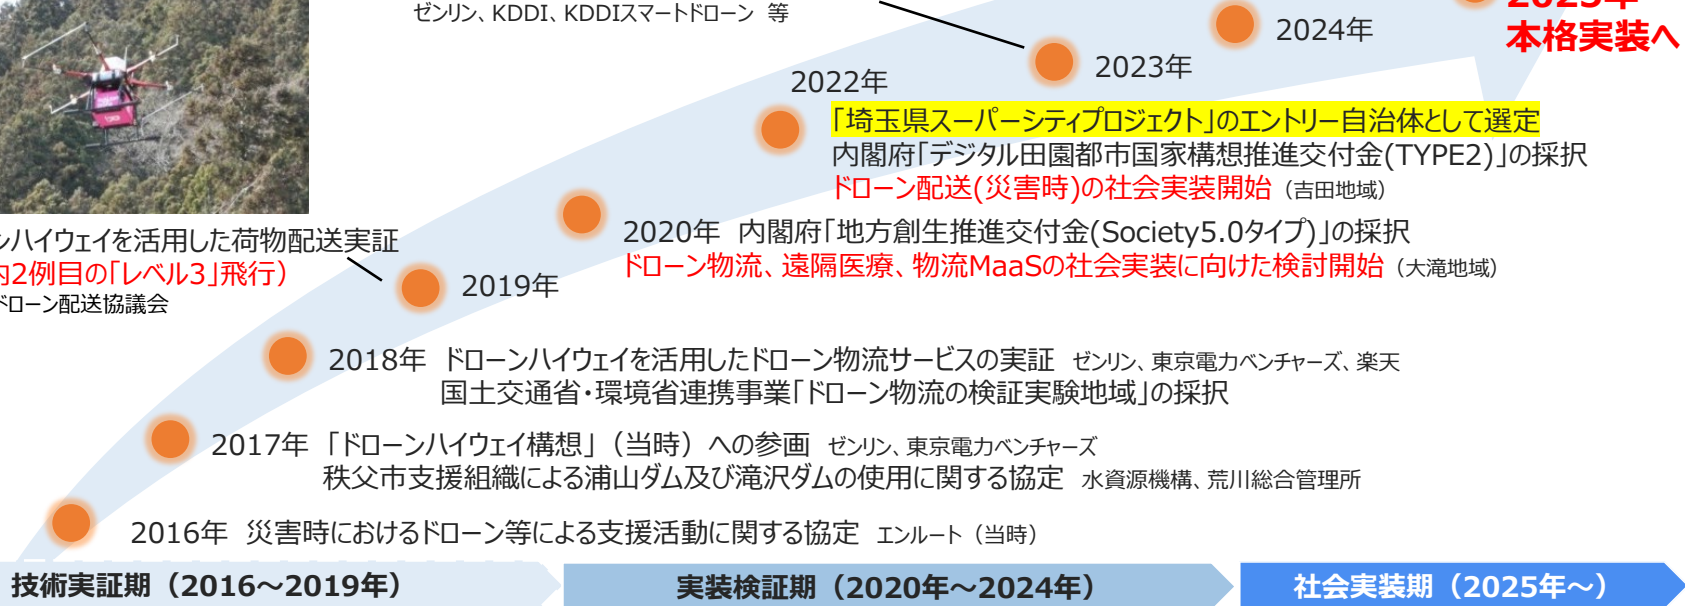 ゼンリン、KDDI、KDDIスマートドローン 等
2024年
本格実装へ
2023年
2022年
「埼玉県スーパーシティプロジェクト」のエントリー自治体として選定
内閣府「デジタル田園都市国家構想推進交付金(TYPE2)」の採択
ドローン配送(災害時)の社会実装開始（吉田地域）
2020年 内閣府「地方創生推進交付金(Society5.0タイプ)」の採択
ドローン物流、遠隔医療、物流MaaSの社会実装に向けた検討開始（大滝地域）
ンハイウェイを活用した荷物配送実証
内2例目の「レベル3」飛行）
ドローン配送協議会
2019年
2018年 ドローンハイウェイを活用したドローン物流サービスの実証 ゼンリン、東京電力ベンチャーズ、楽天
国土交通省・環境省連携事業「ドローン物流の検証実験地域」の採択
2017年 「ドローンハイウェイ構想」（当時）への参画 ゼンリン、東京電力ベンチャーズ
秩父市支援組織による浦山ダム及び滝沢ダムの使用に関する協定 水資源機構、荒川総合管理所
2016年 災害時におけるドローン等による支援活動に関する協定 エンルート（当時）
技術実証期（2016～2019年）
実装検証期（2020年～2024年）
社会実装期（2025年～）